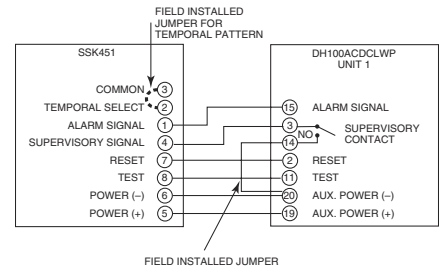 FIELD INSTALLED
JUMPER FOR
TEMPORAL PATTERN
SSK451
DH100ACDCLWP
UNIT 1
COMMON 3
TEMPORAL SELECT 2
ALARM SIGNAL 1
SUPERVISORY SIGNAL 4
RESET 7
TEST 8
POWER (–) 6
POWER (+) 5
15 ALARM SIGNAL
3
NO
14
SUPERVISORY
CONTACT
2 RESET
11 TEST
20 AUX. POWER (–)
19 AUX. POWER (+)
FIELD INSTALLED JUMPER